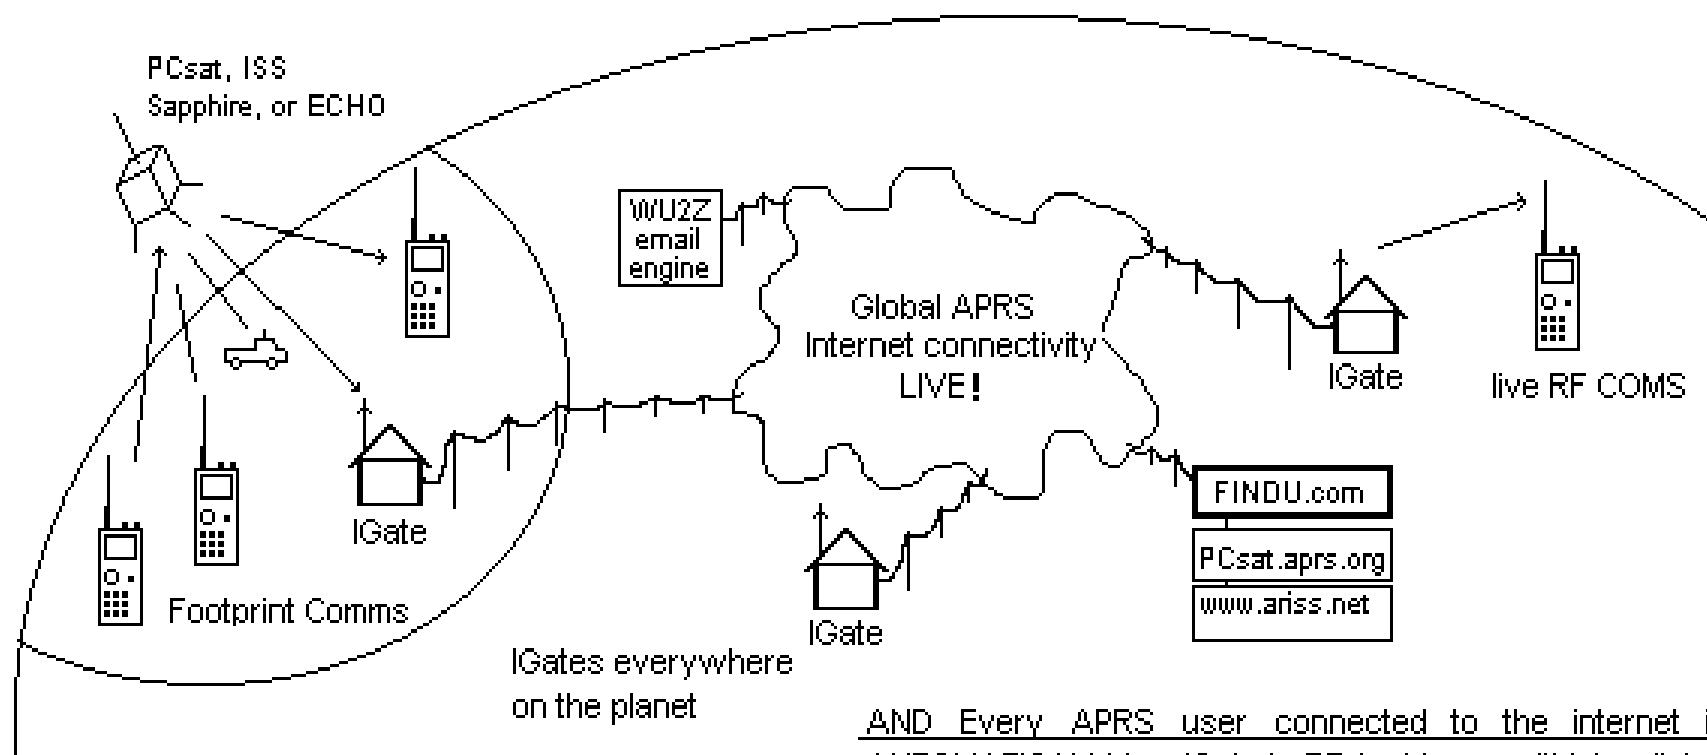 PCsat, ISS
Sapphire, or ECHO
WU2Z
email
engine
Global APRS
Internet connectivity
LIVE!
IGate
live RF COMS
IGate
Footprint Comms
FINDU.com
PCsat.aprs.org
www.ariss.net
IGate
IGates everywhere
on the planet
AND Every APRS user connected to the internet